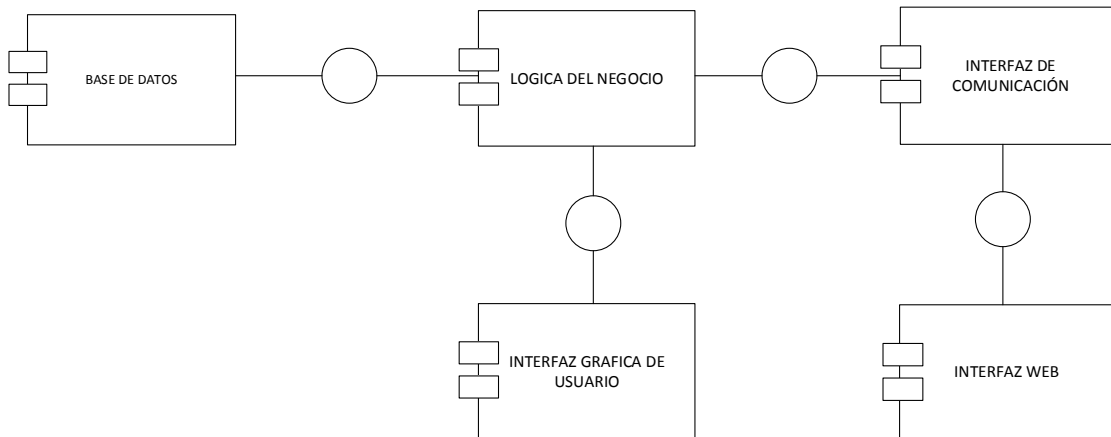 BASE DE DATOS
LOGICA DEL NEGOCIO
INTERFAZ DE
COMUNICACIÓN
INTERFAZ GRAFICA DE
USUARIO
INTERFAZ WEB